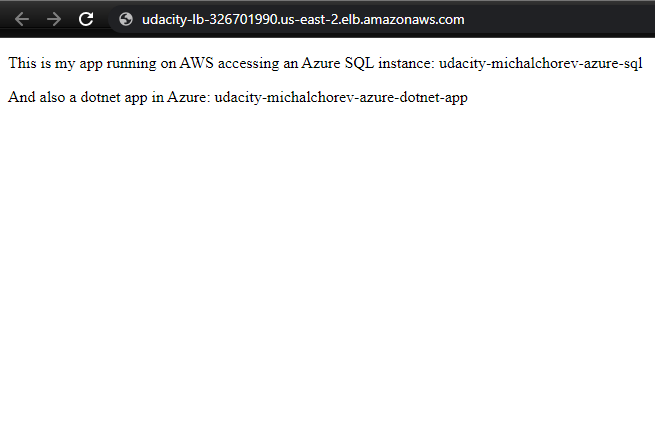 udacity-lb-326701990.us-east-2.elb.amazonaws.com
This is my app running on AWS accessing an Azure SQL instance: udacity-michalchorev-azure-sql
And also a dotnet app in Azure: udacity-michalchorev-azure-dotnet-app